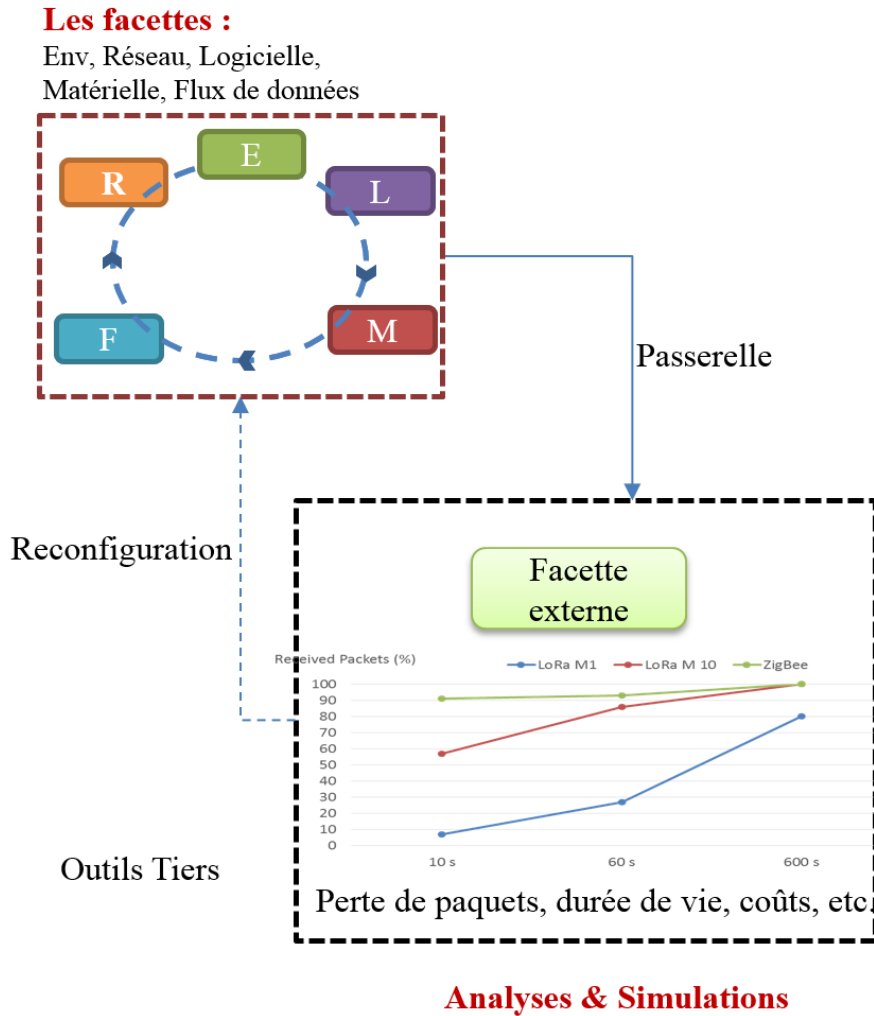 Les facettes :
Env, Réseau, Logicielle,
Matérielle, Flux de données
E
R
L
F
M
Passerelle
Reconfiguration
Facette
externe
Received Packets (%)
LoRa M1
LoRa M 10
ZigBee
100
90
80
70
60
50
40
30
20
10
0
10 s
60 s
600 s
Outils Tiers
Perte de paquets, durée de vie, coûts, etc.
Analyses & Simulations